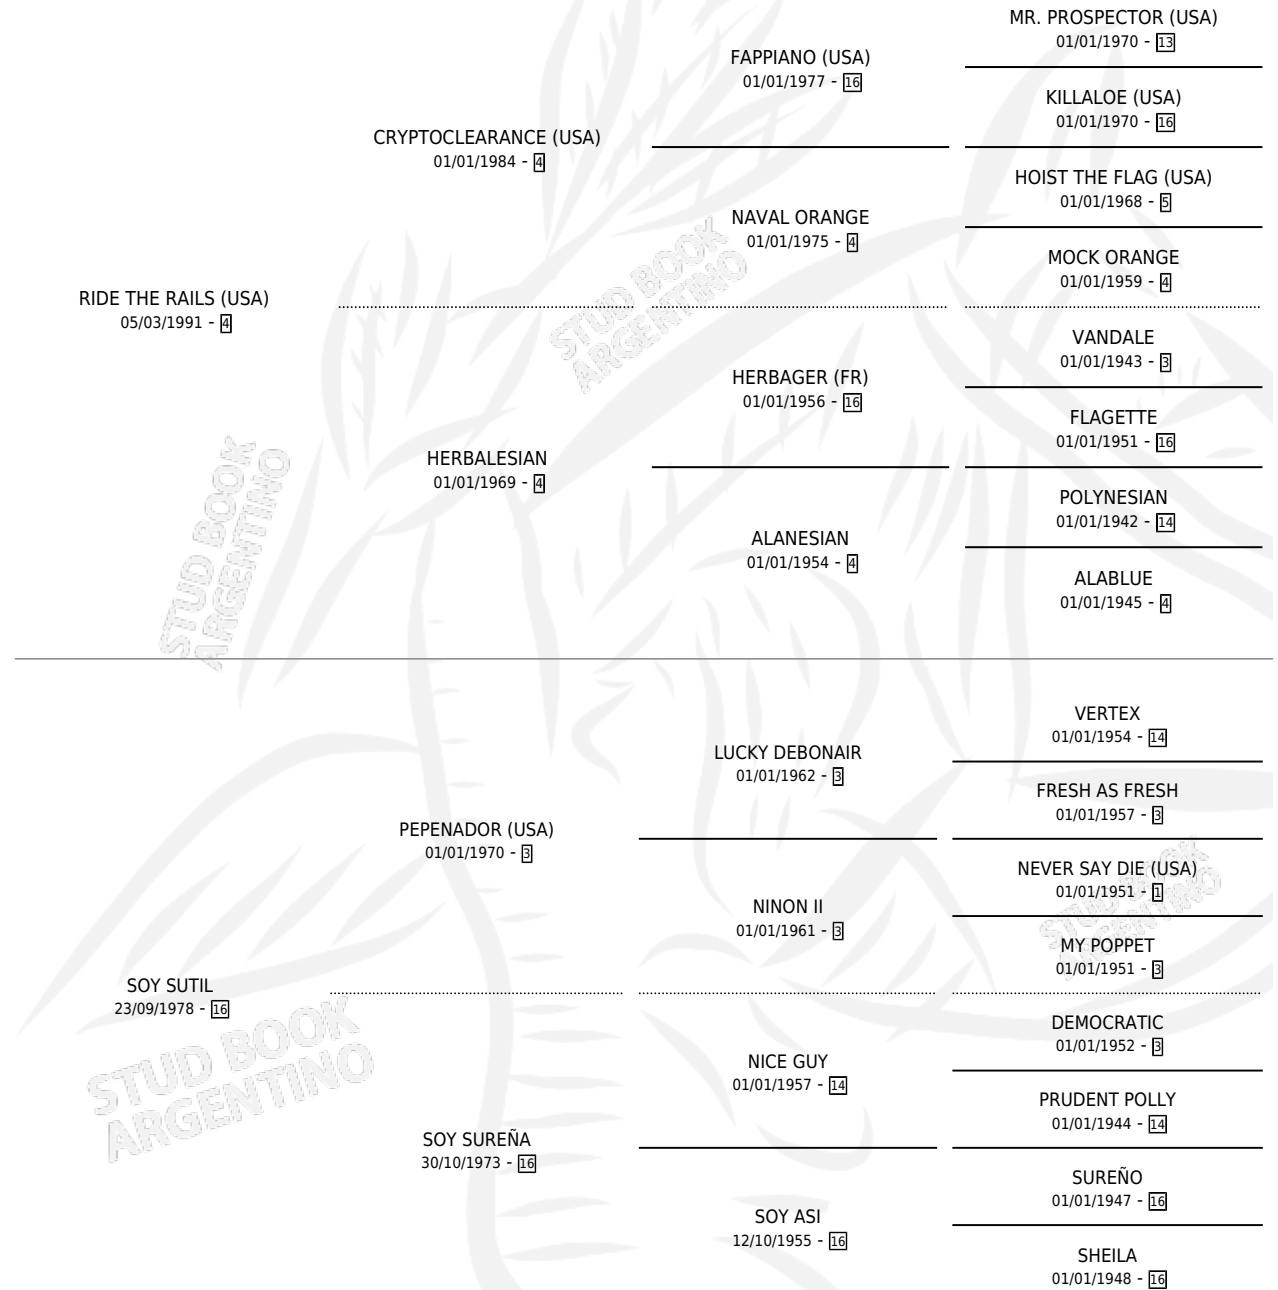 MR. PROSPECTOR (USA)
01/01/1970 - 13
FAPPIANO (USA)
01/01/1977 - 16
KILLALOE (USA)
01/01/1970 - 16
CRYPTOCLEARANCE (USA)
01/01/1984 - 4
HOIST THE FLAG (USA)
01/01/1968 - 5
NAVAL ORANGE
01/01/1975 - 4
MOCK ORANGE
01/01/1959 - 4
RIDE THE RAILS (USA)
05/03/1991 - 4
VANDALE
01/01/1943 - 3
HERBAGER (FR)
01/01/1956 - 16
FLAGETTE
01/01/1951 - 16
HERBALESIAN
01/01/1969 - 4
POLYNESIAN
01/01/1942 - 14
ALANESIAN
01/01/1954 - 4
ALABLUE
01/01/1945 - 4
STUD BOOK
ARGENTINO
STUD BOOK
ARGENTINO
VERTEX
01/01/1954 - 14
LUCKY DEBONAIR
01/01/1962 - 3
FRESH AS FRESH
01/01/1957 - 3
PEPENADOR (USA)
01/01/1970 - 3
NEVER SAY DIE (USA)
01/01/1951 - 1
NINON II
01/01/1961 - 3
MY POPPET
01/01/1951 - 3
STUD BOOK
ARGENTINO
SOY SUTIL
23/09/1978 - 16
DEMOCRATIC
01/01/1952 - 3
NICE GUY
01/01/1957 - 14
PRUDENT POLLY
01/01/1944 - 14
STUD BOOK
ARGENTINO
SOY SUREÑA
30/10/1973 - 16
SUREÑO
01/01/1947 - 16
SOY ASI
12/10/1955 - 16
SHEILA
01/01/1948 - 16